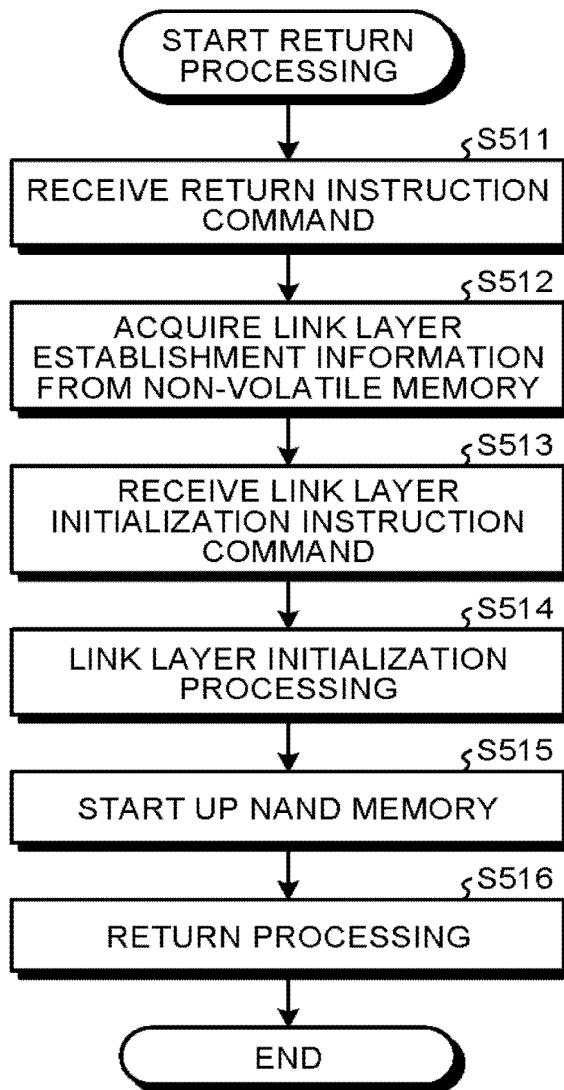 START RETURN
PROCESSING
S511
RECEIVE RETURN INSTRUCTION
COMMAND
S512
ACQUIRE LINK LAYER
ESTABLISHMENT INFORMATION
FROM NON-VOLATILE MEMORY
S513
RECEIVE LINK LAYER
INITIALIZATION INSTRUCTION
COMMAND
S514
LINK LAYER INITIALIZATION
PROCESSING
S515
START UP NAND MEMORY
S516
RETURN PROCESSING
END